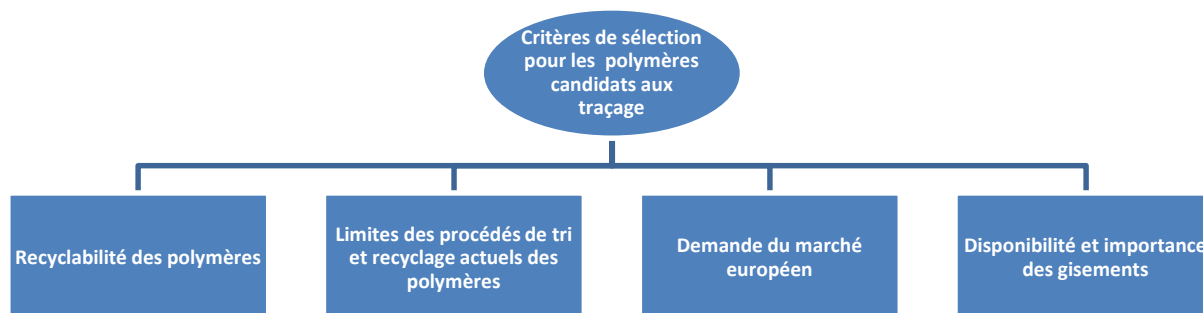 Critères de sélection
pour les polymères
candidats aux
traçage
Recyclabilité des polymères
Limites des procédés de tri
et recyclage actuels des
polymères
Demande du marché
européen
Disponibilité et importance
des gisements